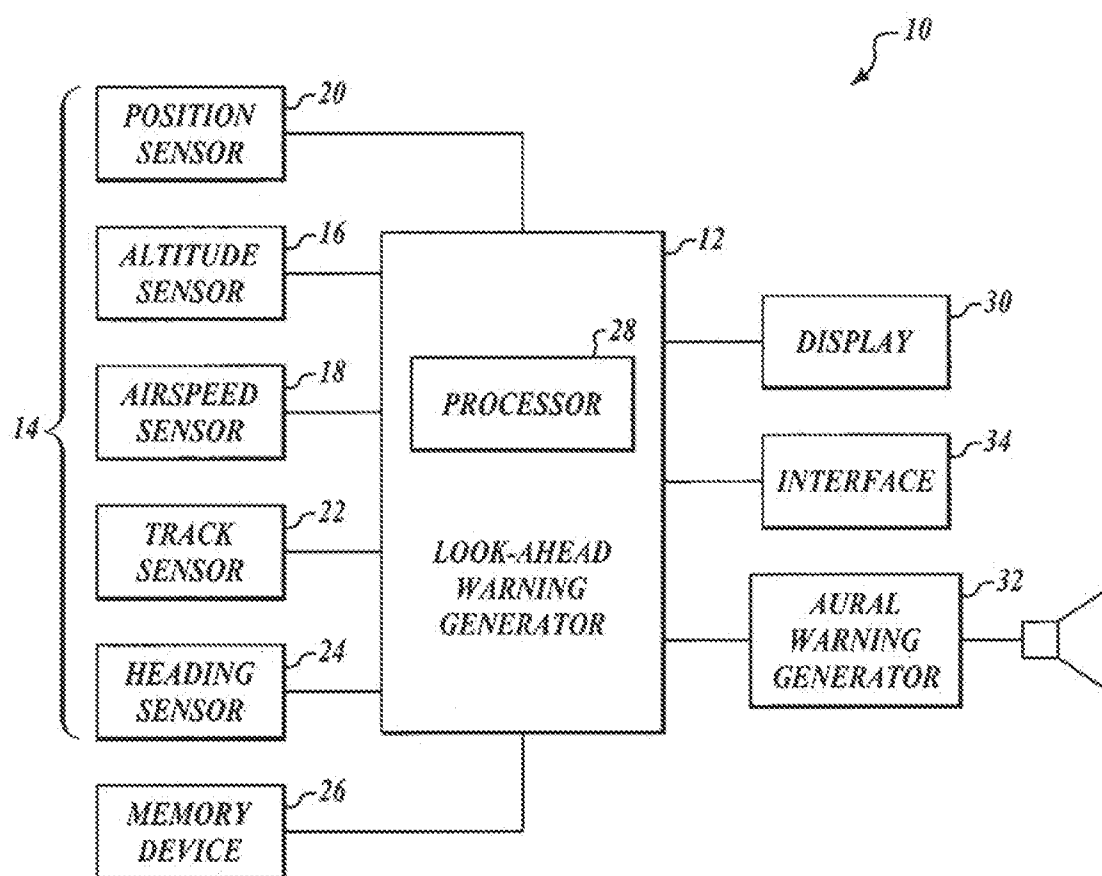 10
20
POSITION
SENSOR
16
ALTITUDE
SENSOR
12
18
AIRSPEED
SENSOR
14
22
TRACK
SENSOR
24
HEADING
SENSOR
26
MEMORY
DEVICE
28
PROCESSOR
LOOK-AHEAD
WARNING
GENERATOR
30
DISPLAY
34
INTERFACE
32
AURAL
WARNING
GENERATOR